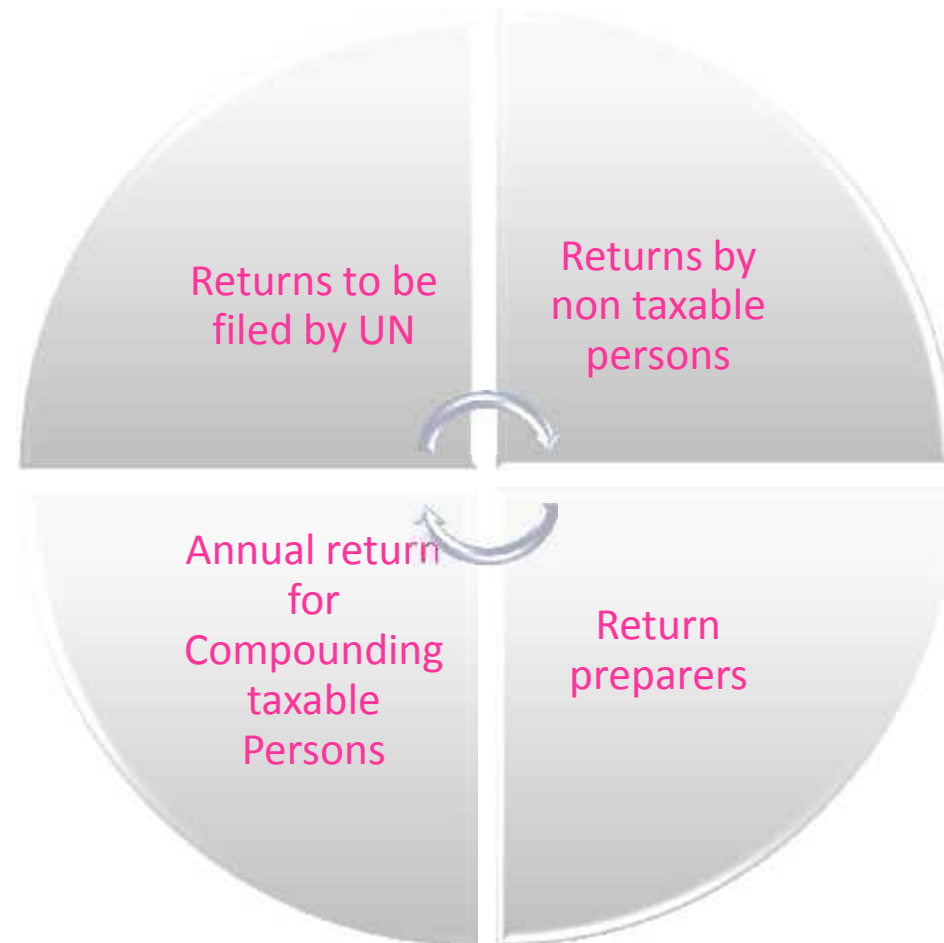 Returns to be
filed by UN
Returns by
non taxable
persons
Annual return
for
Compounding
taxable
Persons
Return
preparers